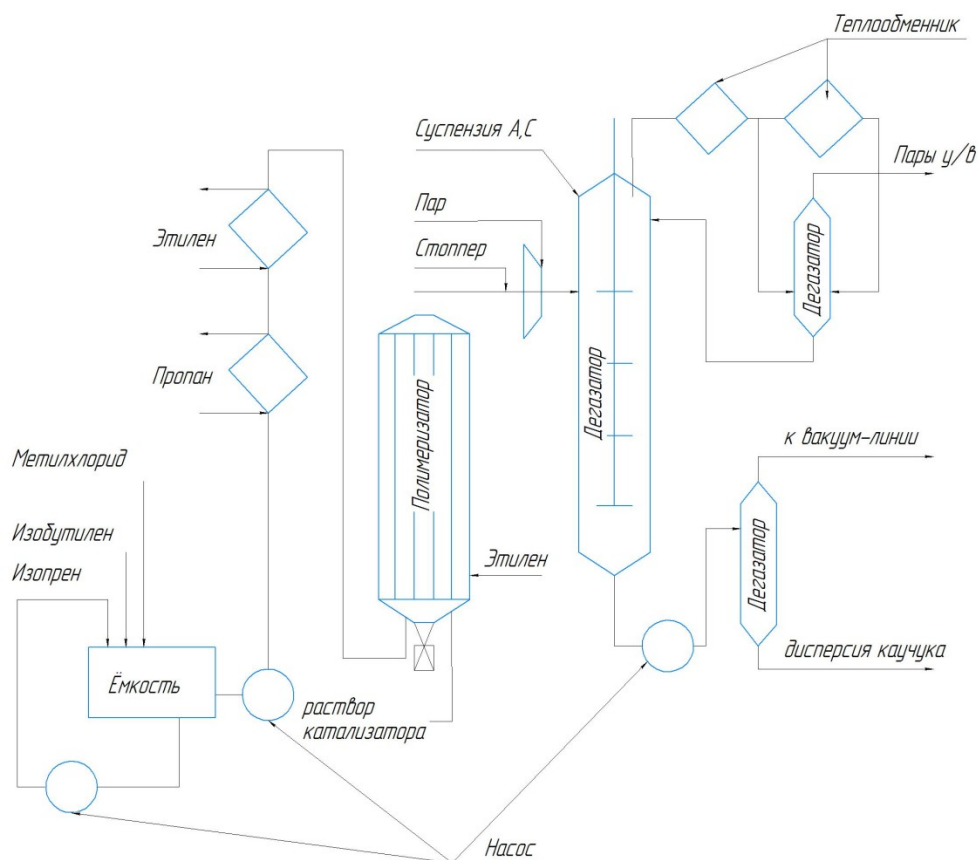 Теплообменник
Суспензия А,С
Пары у/в
Пар
Этилен
Стоппер
Дегазатор
Полимеризатор
Дегазатор
Пропан
к вакуум-линии
Метилхлорид
Изобутилен
Этилен
Изопрен
Дегазатор
дисперсия каучука
Ёмкость
раствор
катализатора
Насос